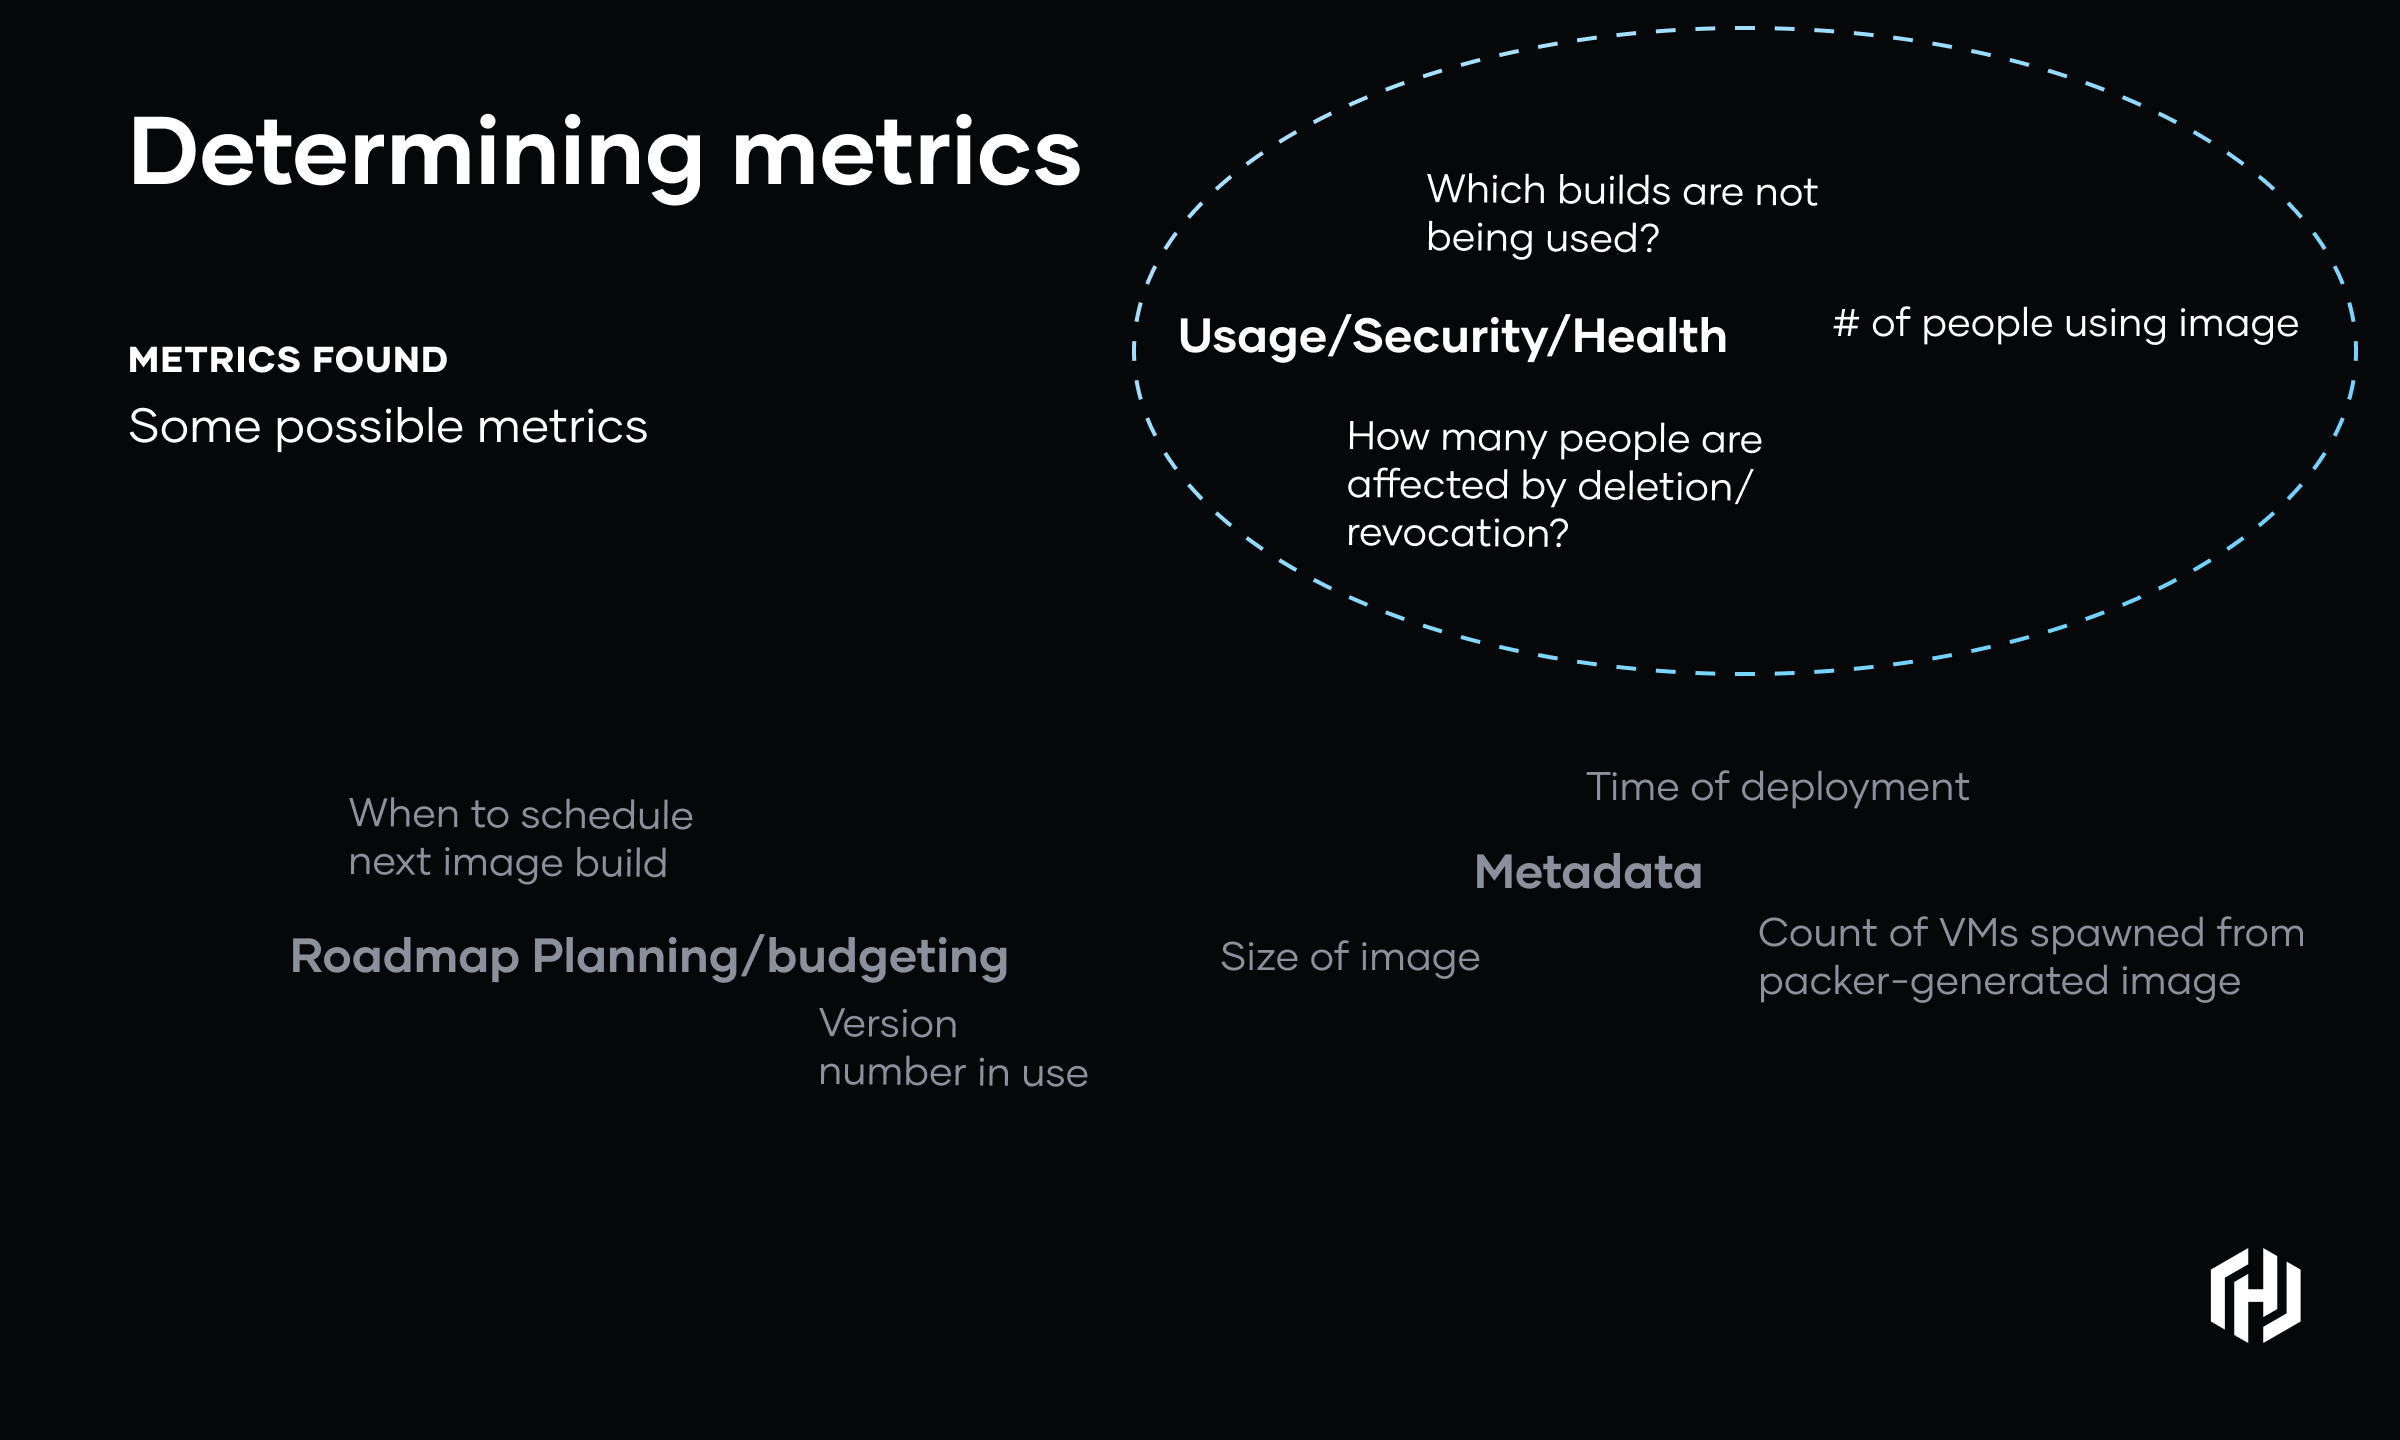 Determining metrics
METRICS FOUND
Some possible metrics
Which builds are not
being used?
Usage/Security/Health
# of people using image
How many people are
affected by deletion/
revocation?
When to schedule
next image build
Roadmap Planning/budgeting
Version
number in use
Time of deployment
Metadata
Size of image
Count of VMs spawned from
packer-generated image